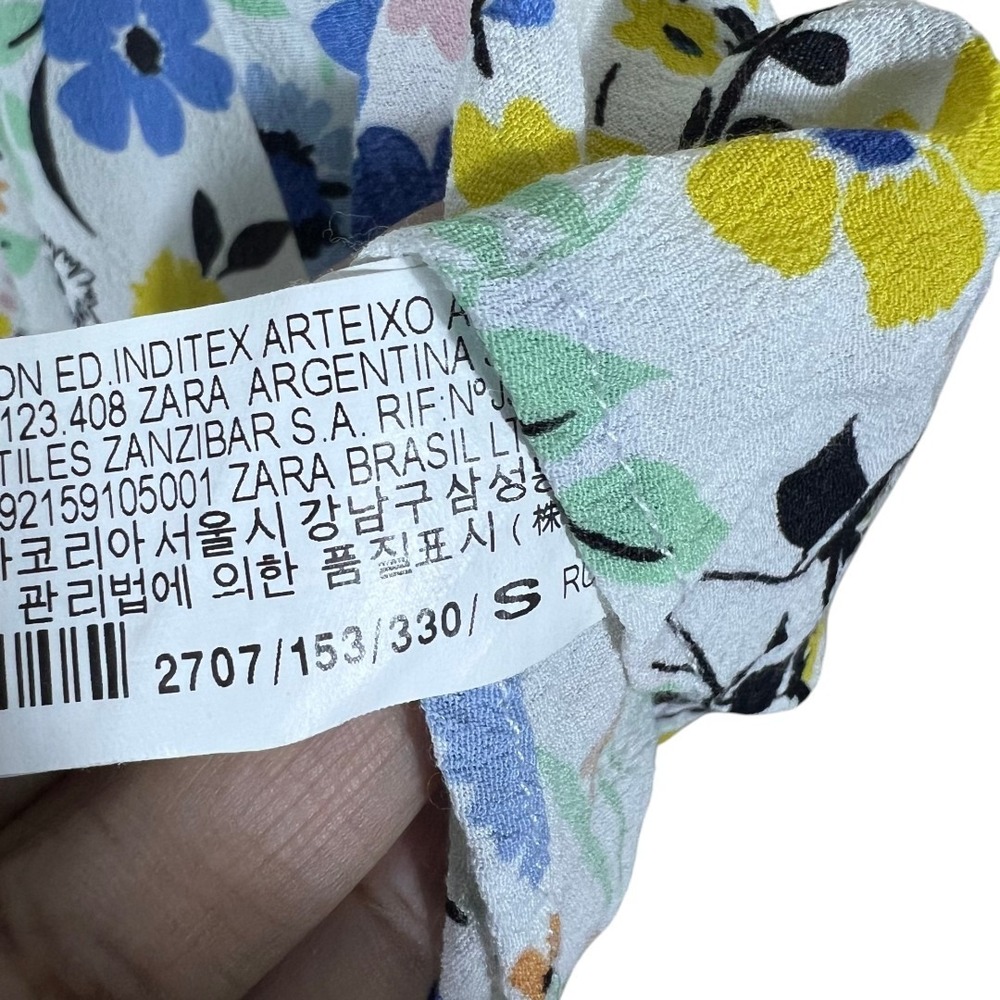 ON ED.INDITEX ARTEIXO A
123.408 ZARA ARGENTINA
TILES ZANZIBAR S.A. RIF:Nº J
92159105001 ZARA BRASIL LT
코리아 서울시 강남구 삼성
관리법에 의한 품질표시 (株
2707/153/330/ S RU